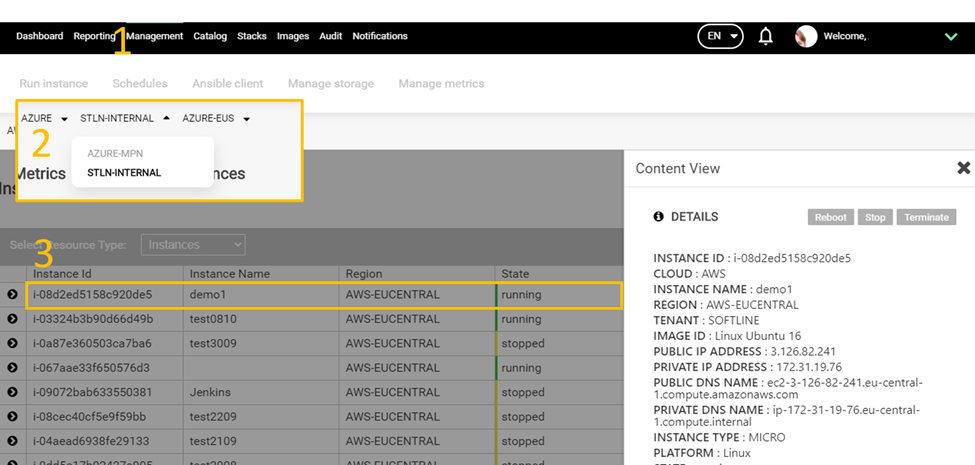 Dashboard Reporting Management Catalog Stacks Images Audit Notifications EN Welcome,
1
Run instance Schedules Ansible client Manage storage Manage metrics
AZURE STLN-INTERNAL AZURE-EUS
2
AZURE-MPN
STLN-INTERNAL
Metrics
nces
Ins
Select Resource Type: Instances
3
Instance Id Instance Name Region State
i-08d2ed5158c920de5 demo1 AWS-EUCENTRAL running
i-03324b3b90d66d49b test0810 AWS-EUCENTRAL running
i-0a87e360503ca7ba6 test3009 AWS-EUCENTRAL stopped
i-067aae33f650576d3 AWS-EUCENTRAL running
i-09072bab633550381 Jenkins AWS-EUCENTRAL stopped
i-08cec40cf5e9f59bb test2209 AWS-EUCENTRAL stopped
i-04aead6938fe29133 test2109 AWS-EUCENTRAL stopped
Content View
DETAILS Reboot Stop Terminate
INSTANCE ID : i-08d2ed5158c920de5
CLOUD : AWS
INSTANCE NAME : demo1
REGION : AWS-EUCENTRAL
TENANT : SOFTLINE
IMAGE ID : Linux Ubuntu 16
PUBLIC IP ADDRESS : 3.126.82.241
PRIVATE IP ADDRESS : 172.31.19.76
PUBLIC DNS NAME : ec2-3-126-82-241.eu-central-
1.compute.amazonaws.com
PRIVATE DNS NAME : ip-172-31-19-76.eu-central-
1.compute.internal
INSTANCE TYPE : MICRO
PLATFORM : Linux